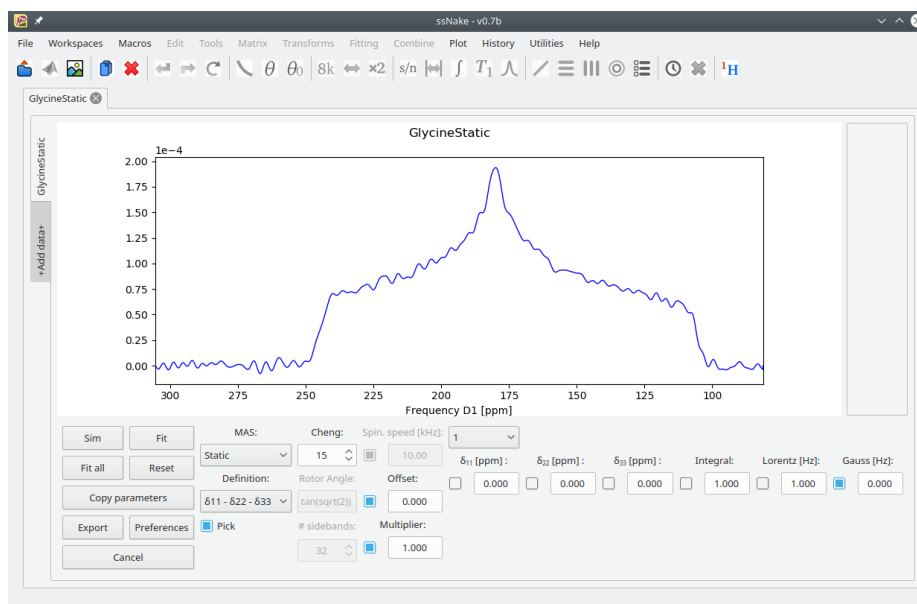 ssNake - v0.7b
File Workspaces Macros Edit Tools Matrix Transforms Fitting Combine Plot History Utilities Help
θ θ0 8k ×2 s/n ∫ T1 1H
GlycineStatic
GlycineStatic
+Add data+
GlycineStatic
1e−4
2.00
1.75
1.50
1.25
1.00
0.75
0.50
0.25
0.00
300 275 250 225 200 175 150 125 100
Frequency D1 [ppm]
Sim Fit MAS: Cheng: Spin. speed [kHz]: 1
Static 15 10.00
Fit all Reset δ11 [ppm] : δ22 [ppm] : δ33 [ppm] : Integral: Lorentz [Hz]: Gauss [Hz]:
Definition: Rotor Angle: Offset: 0.000 0.000 0.000 1.000 1.000 0.000
Copy parameters δ11 - δ22 - δ33 tan(sqrt(2)) 0.000
Export Preferences Pick # sidebands: Multiplier:
32 1.000
Cancel